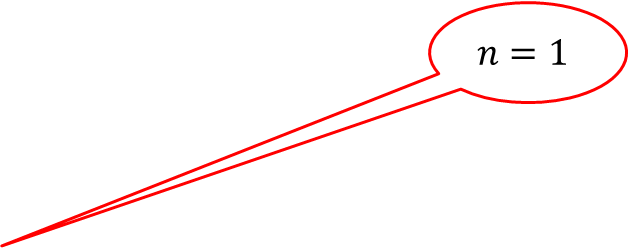 n = 1